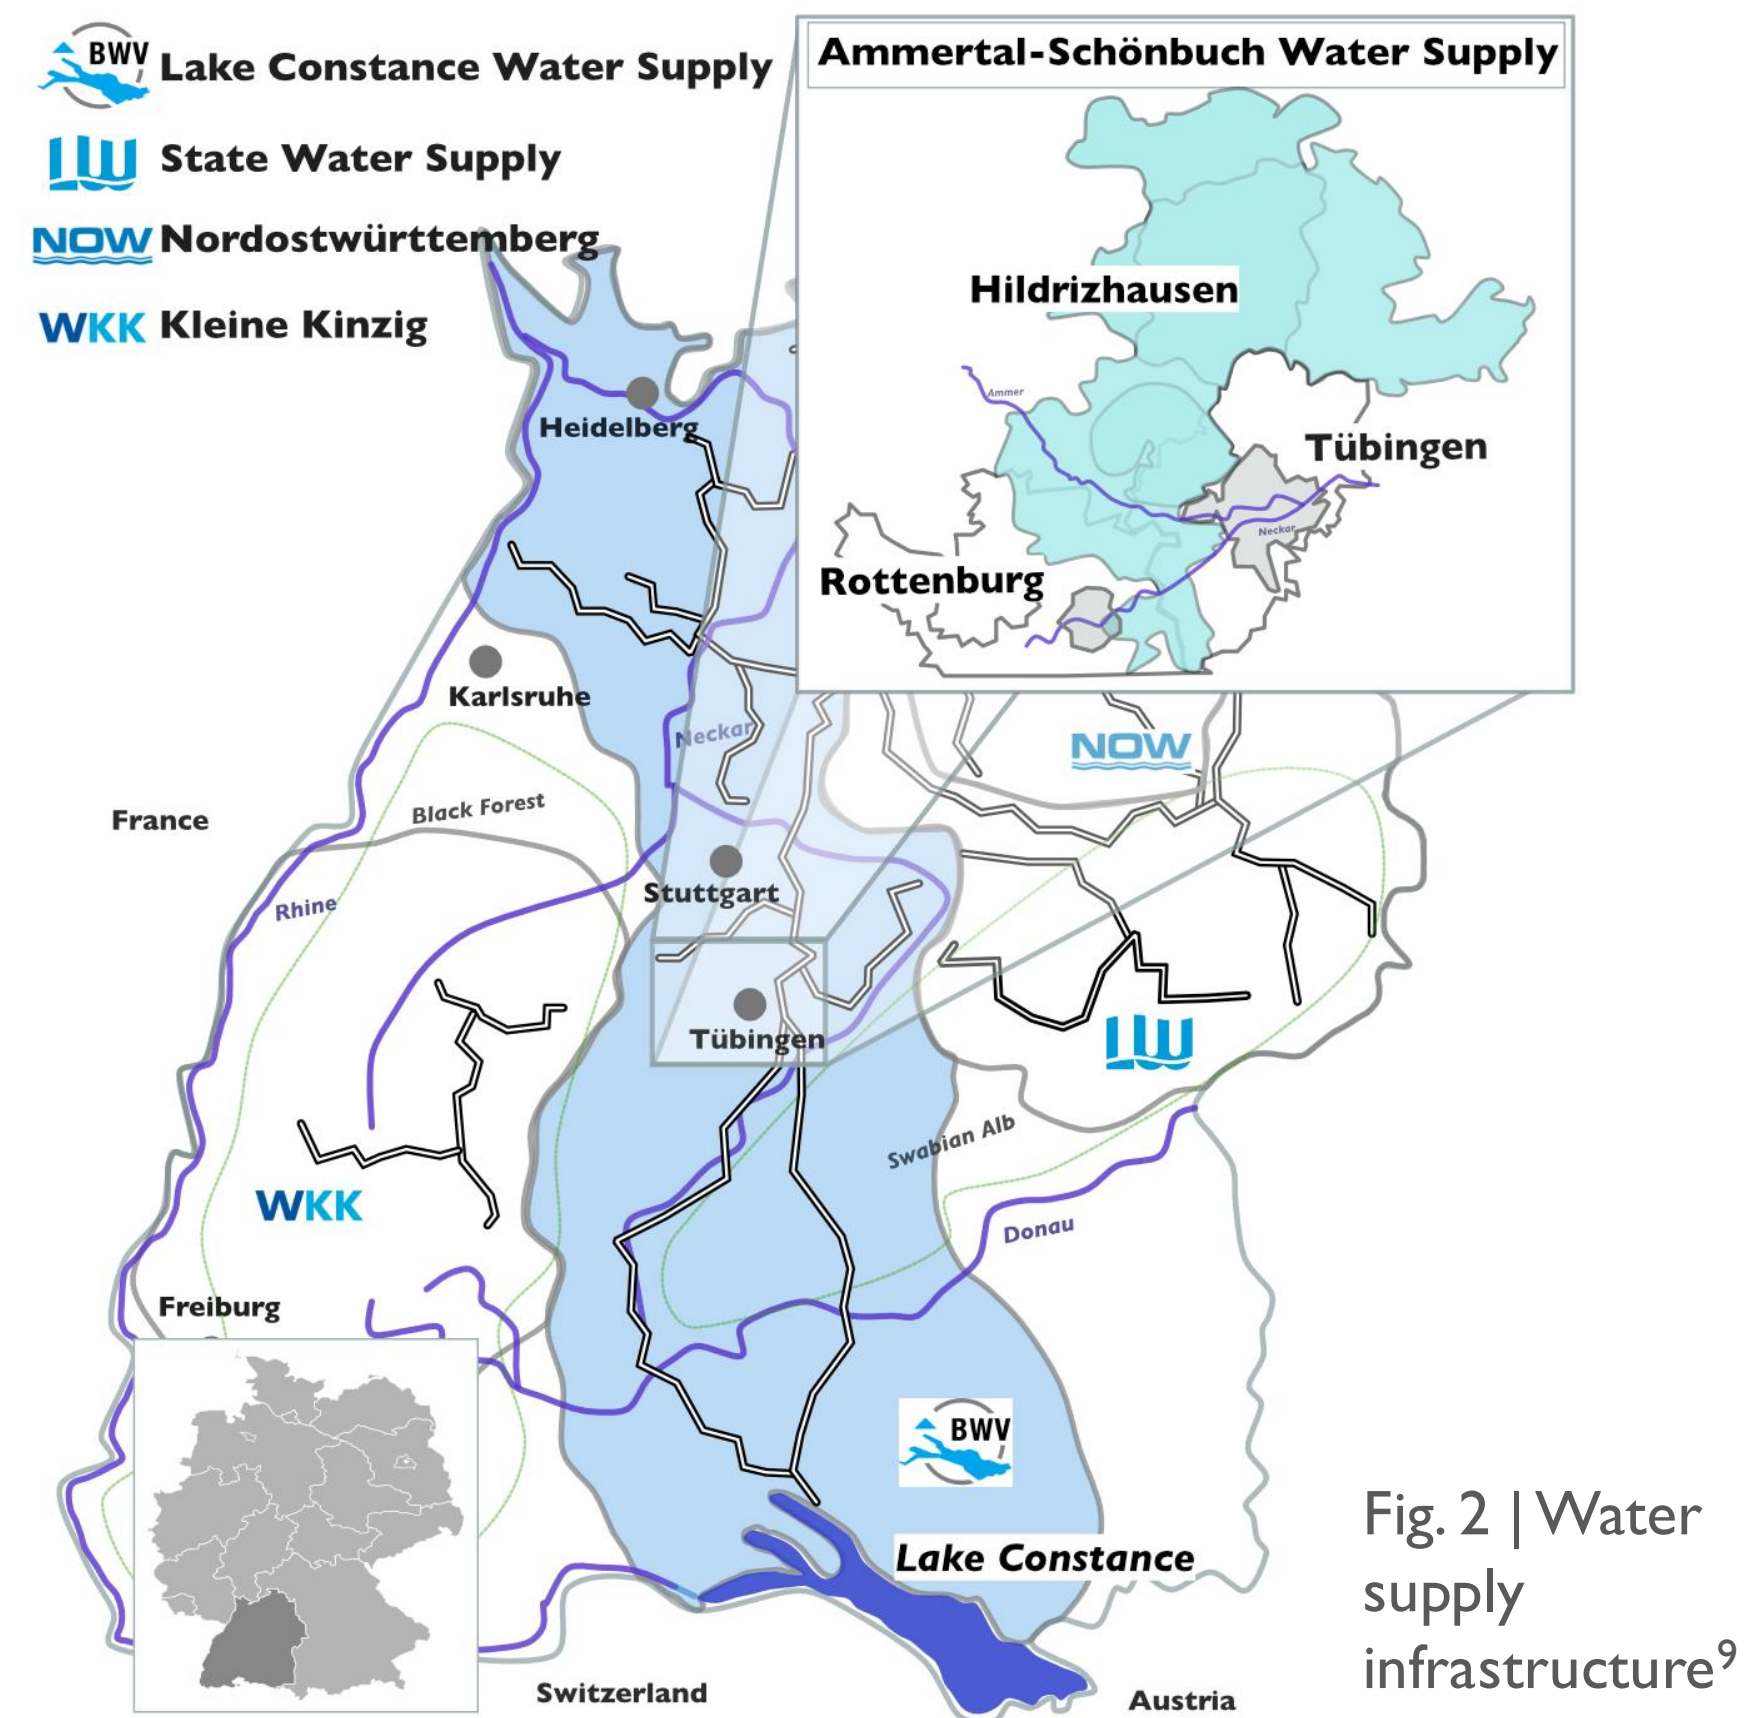 BWV Lake Constance Water Supply
LW State Water Supply
NOW Nordostwürttemberg
WKK Kleine Kinzig
Ammertal-Schönbuch Water Supply
Hildrizhausen
Ammer
Tübingen
Neckar
Rottenburg
Heidelberg
Karlsruhe
Neckar
NOW
France
Black Forest
Stuttgart
Rhine
Tübingen
LW
Swabian Alb
WKK
Donau
Freiburg
BWV
Lake Constance
Switzerland
Austria
Fig. 2 | Water
supply
infrastructure⁹